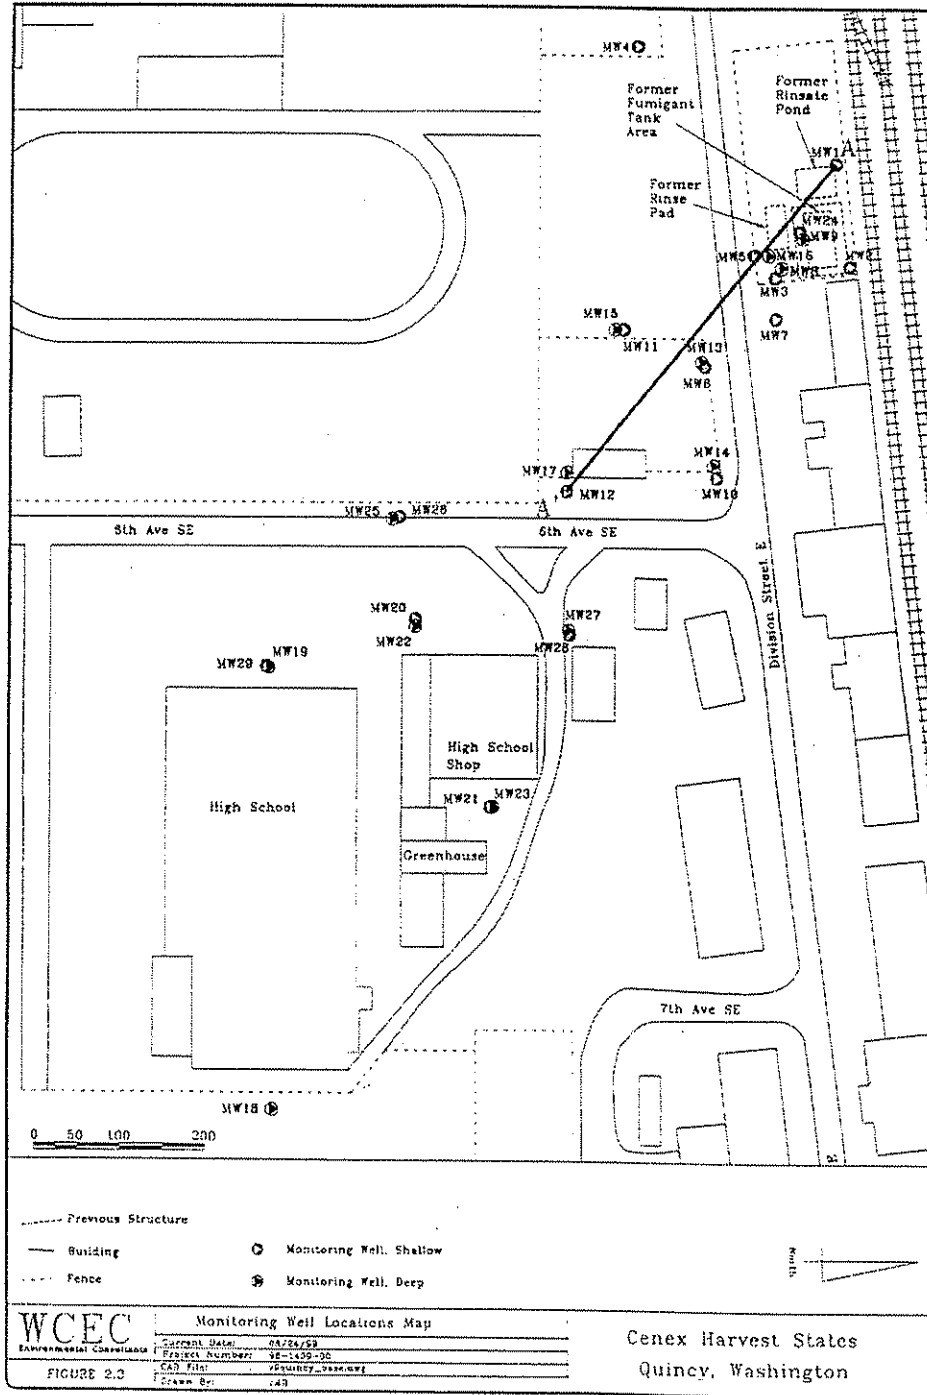 MW4
Former
Fumigant
Tank
Area
Former
Rinsate
Pond
MW1
A
Former
Rinse
Pad
MW24
MW9
MW5
MW16
MW2
MW3
MW7
MW15
MW11
MW13
MW6
MW14
MW10
MW17
MW12
A
MW25
MW26
6th Ave SE
Division Street E
MW20
MW22
MW27
MW28
MW29
MW19
High School
Shop
MW21
MW23
High School
Greenhouse
7th Ave SE
MW18
0 50 100 200
E
Previous Structure
Building
Fence
Monitoring Well, Shallow
Monitoring Well, Deep
North
WCEC
Environmental Consultants
FIGURE 2.3
Monitoring Well Locations Map
Current Date:
Project Number:
CAD File:
Drawn By:
Cenex Harvest States
Quincy, Washington